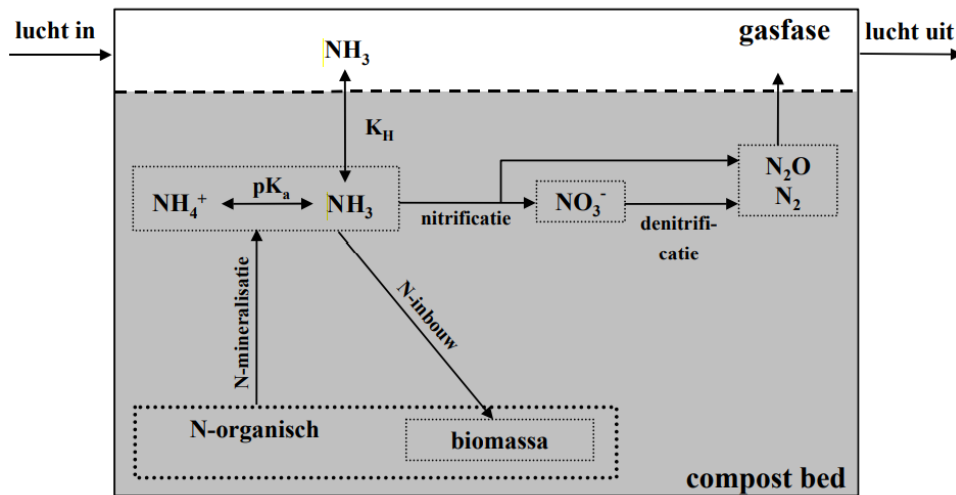 lucht in
gasfase
lucht uit
NH₃
K_H
NH₄⁺
pKₐ
NH₃
nitrificatie
NO₃⁻
denitrifi-
catie
N₂O
N₂
N-mineralisatie
N-inbouw
N-organisch
biomassa
compost bed